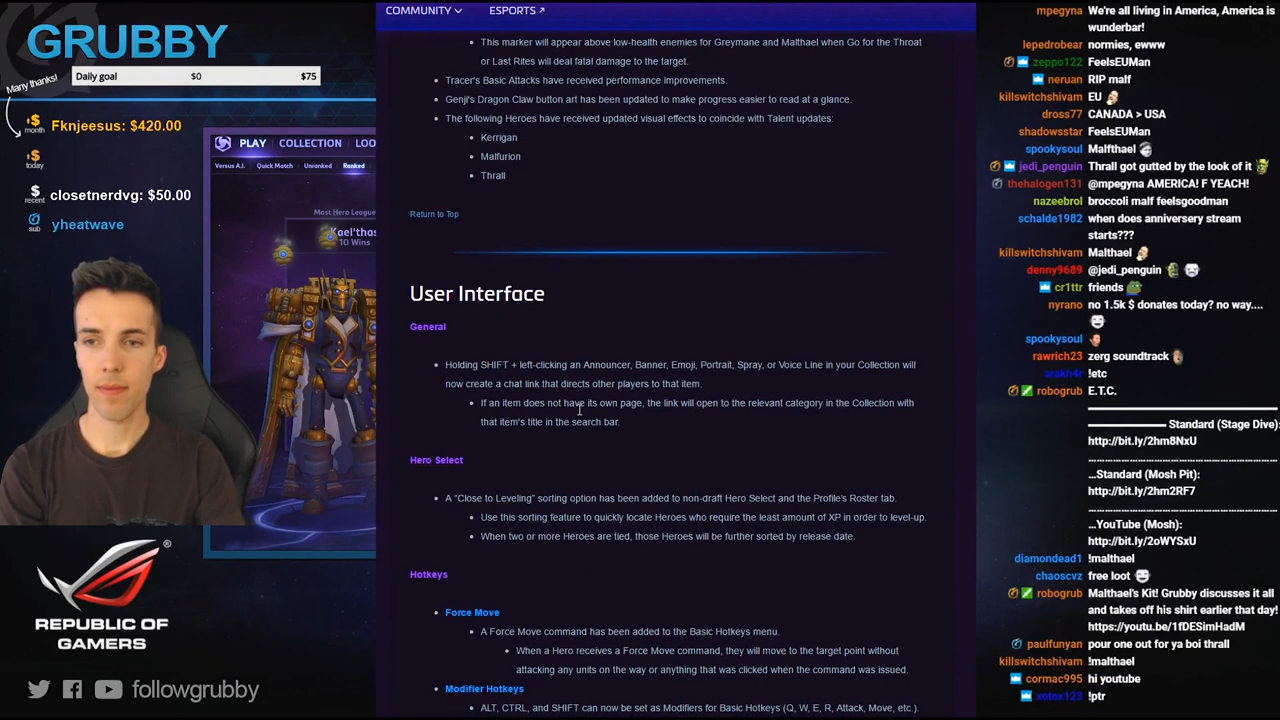 GRUBBY
Many thanks!
Daily goal $0 $75
$ month Fknjeesus: $420.00
$ today
$ recent closetnerdvg: $50.00
sub yheatwave
PLAY COLLECTION LOO
Versus A.I. Quick Match Unranked Ranked
Most Hero League
Kael'thas
10 Wins
REPUBLIC OF
GAMERS
®
followgrubby
COMMUNITY ESPORTS
This marker will appear above low-health enemies for Greymane and Malthael when Go for the Throat
or Last Rites will deal fatal damage to the target.
Tracer's Basic Attacks have received performance improvements.
Genji's Dragon Claw button art has been updated to make progress easier to read at a glance.
The following Heroes have received updated visual effects to coincide with Talent updates:
Kerrigan
Malfurion
Thrall
Return to Top
User Interface
General
Holding SHIFT + left-clicking an Announcer, Banner, Emoji, Portrait, Spray, or Voice Line in your Collection will
now create a chat link that directs other players to that item.
If an item does not have its own page, the link will open to the relevant category in the Collection with
that item's title in the search bar.
Hero Select
A “Close to Leveling” sorting option has been added to non-draft Hero Select and the Profile's Roster tab.
Use this sorting feature to quickly locate Heroes who require the least amount of XP in order to level-up.
When two or more Heroes are tied, those Heroes will be further sorted by release date.
Hotkeys
Force Move
A Force Move command has been added to the Basic Hotkeys menu.
When a Hero receives a Force Move command, they will move to the target point without
attacking any units on the way or anything that was clicked when the command was issued.
Modifier Hotkeys
ALT, CTRL, and SHIFT can now be set as Modifiers for Basic Hotkeys (Q, W, E, R, Attack, Move, etc.).
mpegyna We're all living in America, America is
wunderbar!
lepedrobear normies, ewww
zeppo122 FeelsEUMan
neruan RIP malf
killswitchshivam EU
dross77 CANADA > USA
shadowsstar FeelsEUMan
spookysoul Malfthael
jedi_penguin Thrall got gutted by the look of it
thehalogen131 @mpegyna AMERICA! F YEACH!
nazeebrol broccoli malf feelsgoodman
schalde1982 when does anniversary stream
starts???
killswitchshivam Malthael
denny9689 @jedi_penguin
cr1ttr friends
nyrano no 1.5k $ donates today? no way....
spookysoul
rawrich23 zerg soundtrack
arakh4r !etc
robogrub E.T.C.
Standard (Stage Dive):
http://bit.ly/2hm8NxU
...Standard (Mosh Pit):
http://bit.ly/2hm2RF7
...YouTube (Mosh):
http://bit.ly/2oWYSxU
diamondead1 !malthael
chaoscvz free loot
robogrub Malthael's Kit! Grubby discusses it all
and takes off his shirt earlier that day!
https://youtu.be/1fDESimHadM
paulfunyan pour one out for ya boi thrall
killswitchshivam !malthael
cormac995 hi youtube
xotox123 !ptr